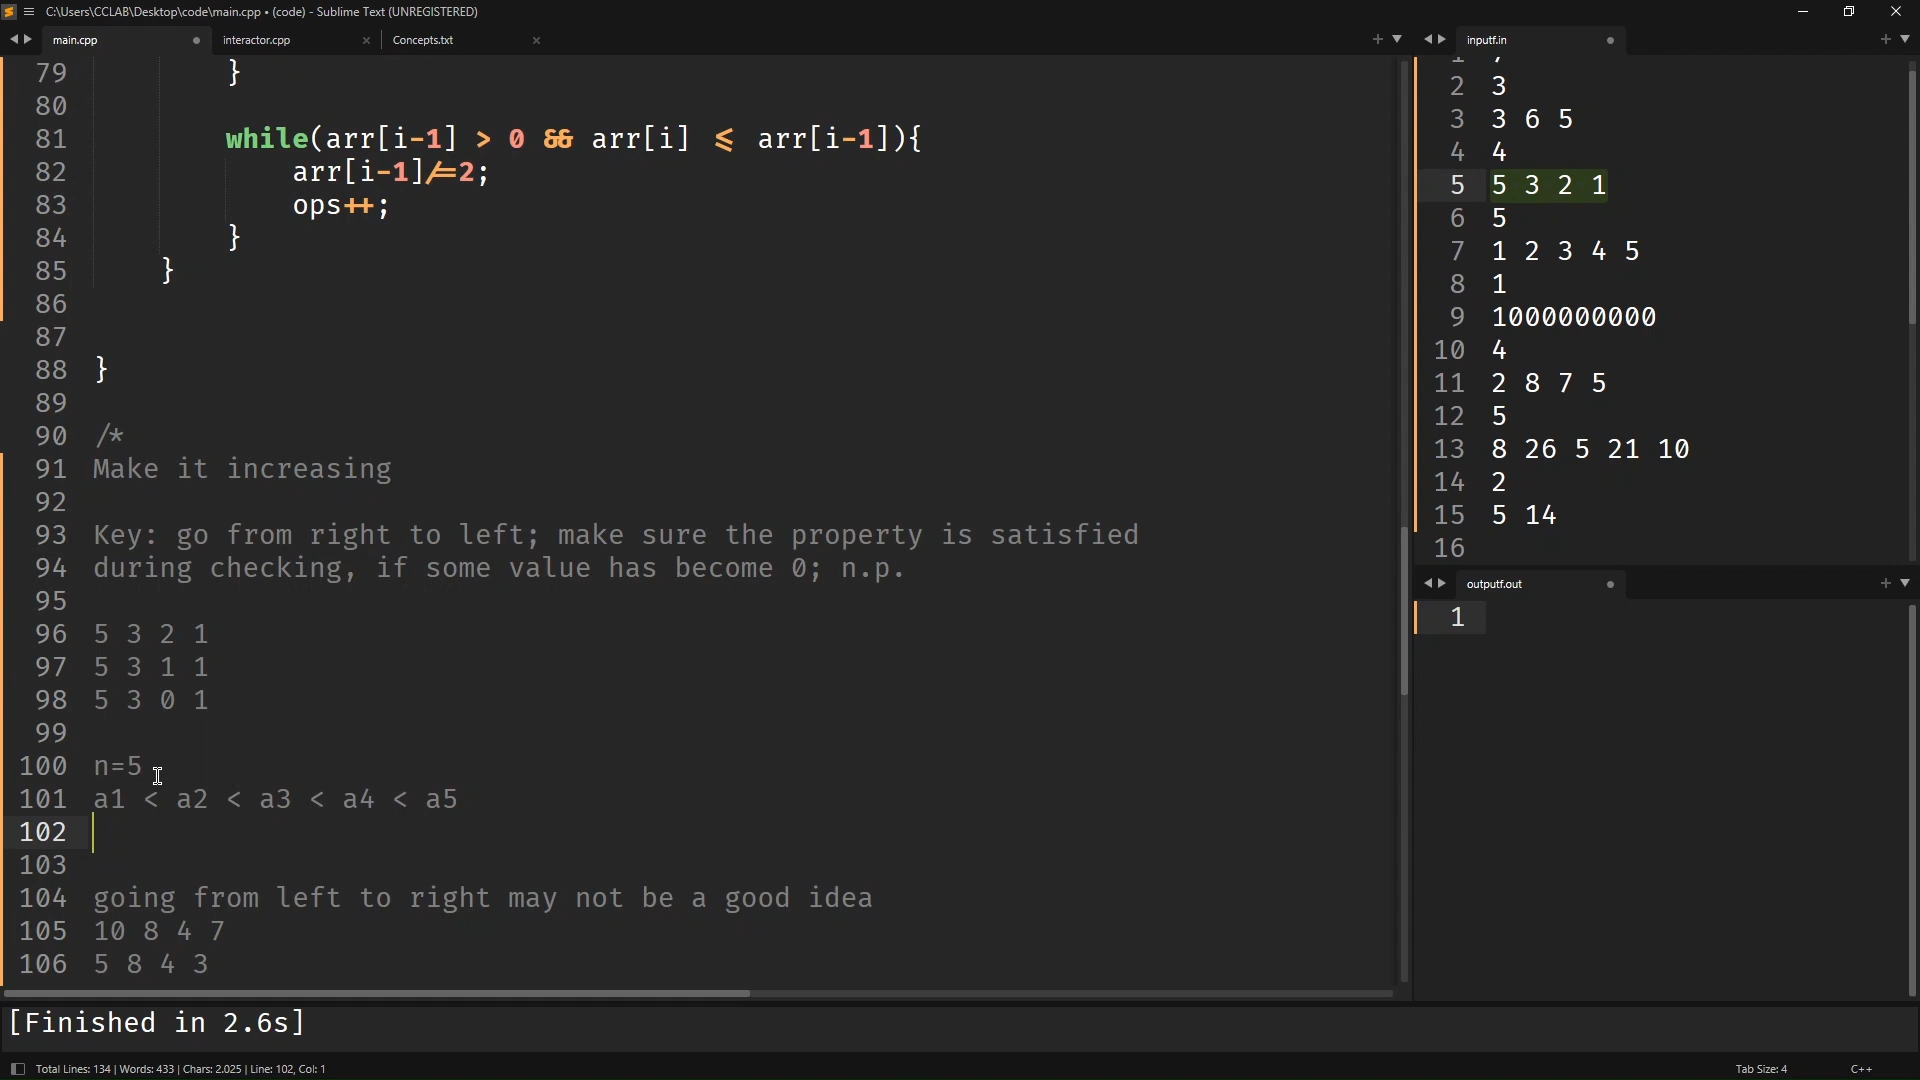 C:\Users\CCLAB\Desktop\code\main.cpp • (code) - Sublime Text (UNREGISTERED)
main.cpp
interactor.cpp
Concepts.txt
79 }
80
81 while(arr[i-1] > 0 && arr[i] <= arr[i-1]){
82 arr[i-1]/=2;
83 ops++;
84 }
85 }
86
87
88 }
89
90 /*
91 Make it increasing
92
93 Key: go from right to left; make sure the property is satisfied
94 during checking, if some value has become 0; n.p.
95
96 5 3 2 1
97 5 3 1 1
98 5 3 0 1
99
100 n=5
101 a1 < a2 < a3 < a4 < a5
102
103
104 going from left to right may not be a good idea
105 10 8 4 7
106 5 8 4 3
inputf.in
2 3
3 3 6 5
4 4
5 5 3 2 1
6 5
7 1 2 3 4 5
8 1
9 1000000000
10 4
11 2 8 7 5
12 5
13 8 26 5 21 10
14 2
15 5 14
16
outputf.out
1
[Finished in 2.6s]
Total Lines: 134 | Words: 433 | Chars: 2.025 | Line: 102, Col: 1
Tab Size: 4
C++